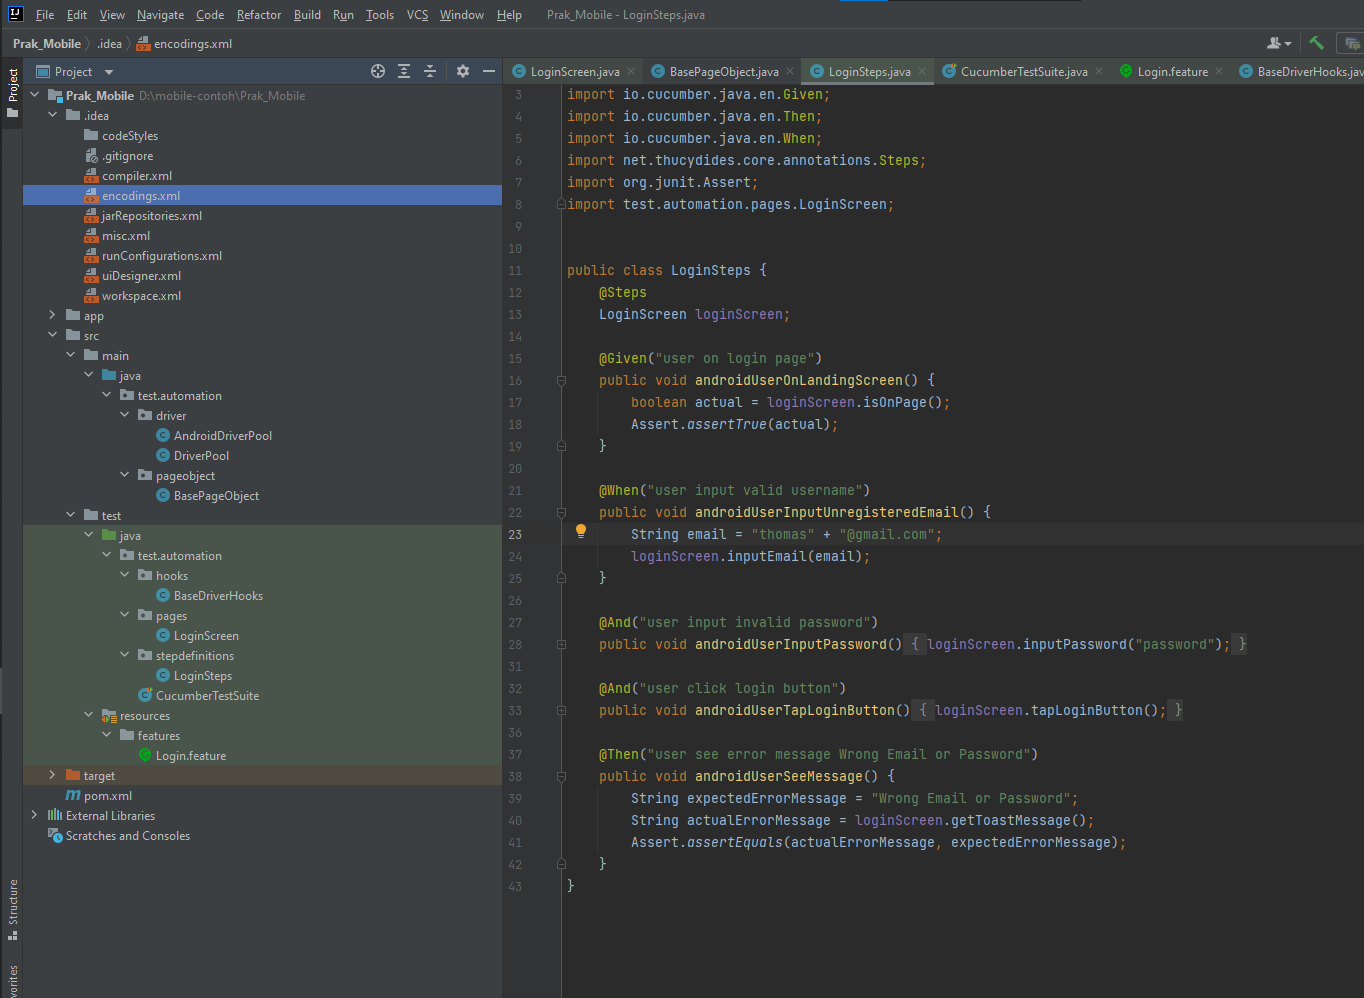 File Edit View Navigate Code Refactor Build Run Tools VCS Window Help Prak_Mobile - LoginSteps.java
Prak_Mobile .idea encodings.xml
Project
Project
LoginScreen.java BasePageObject.java LoginSteps.java CucumberTestSuite.java Login.feature BaseDriverHooks.jav
Prak_Mobile D:\mobile-contoh\Prak_Mobile
.idea
codeStyles
.gitignore
compiler.xml
encodings.xml
jarRepositories.xml
misc.xml
runConfigurations.xml
uiDesigner.xml
workspace.xml
app
src
main
java
test.automation
driver
AndroidDriverPool
DriverPool
pageobject
BasePageObject
test
java
test.automation
hooks
BaseDriverHooks
pages
LoginScreen
stepdefinitions
LoginSteps
CucumberTestSuite
resources
features
Login.feature
target
pom.xml
External Libraries
Scratches and Consoles
Structure
vorites
3 import io.cucumber.java.en.Given;
4 import io.cucumber.java.en.Then;
5 import io.cucumber.java.en.When;
6 import net.thucydides.core.annotations.Steps;
7 import org.junit.Assert;
8 import test.automation.pages.LoginScreen;
9
10
11 public class LoginSteps {
12 @Steps
13 LoginScreen loginScreen;
14
15 @Given("user on login page")
16 public void androidUserOnLandingScreen() {
17 boolean actual = loginScreen.isOnPage();
18 Assert.assertTrue(actual);
19 }
20
21 @When("user input valid username")
22 public void androidUserInputUnregisteredEmail() {
23 String email = "thomas" + "@gmail.com";
24 loginScreen.inputEmail(email);
25 }
26
27 @And("user input invalid password")
28 public void androidUserInputPassword() { loginScreen.inputPassword("password"); }
31
32 @And("user click login button")
33 public void androidUserTapLoginButton() { loginScreen.tapLoginButton(); }
36
37 @Then("user see error message Wrong Email or Password")
38 public void androidUserSeeMessage() {
39 String expectedErrorMessage = "Wrong Email or Password";
40 String actualErrorMessage = loginScreen.getToastMessage();
41 Assert.assertEquals(actualErrorMessage, expectedErrorMessage);
42 }
43 }